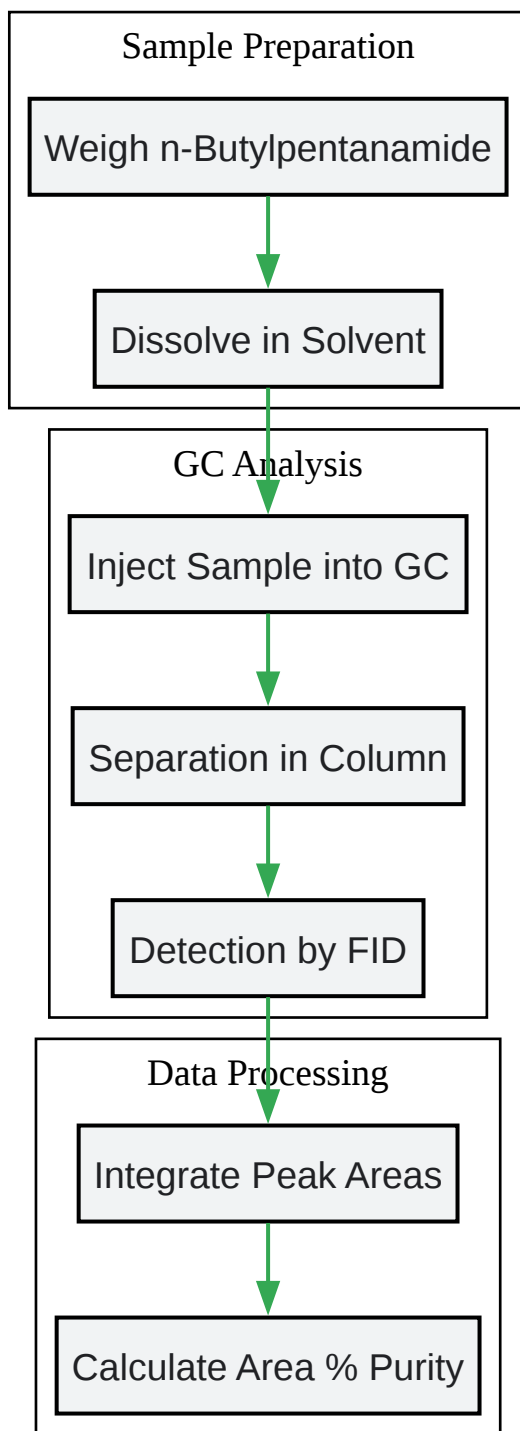 Sample Preparation
Weigh n-Butylpentanamide
Dissolve in Solvent
GC Analysis
Inject Sample into GC
Separation in Column
Detection by FID
Data Processing
Integrate Peak Areas
Calculate Area % Purity